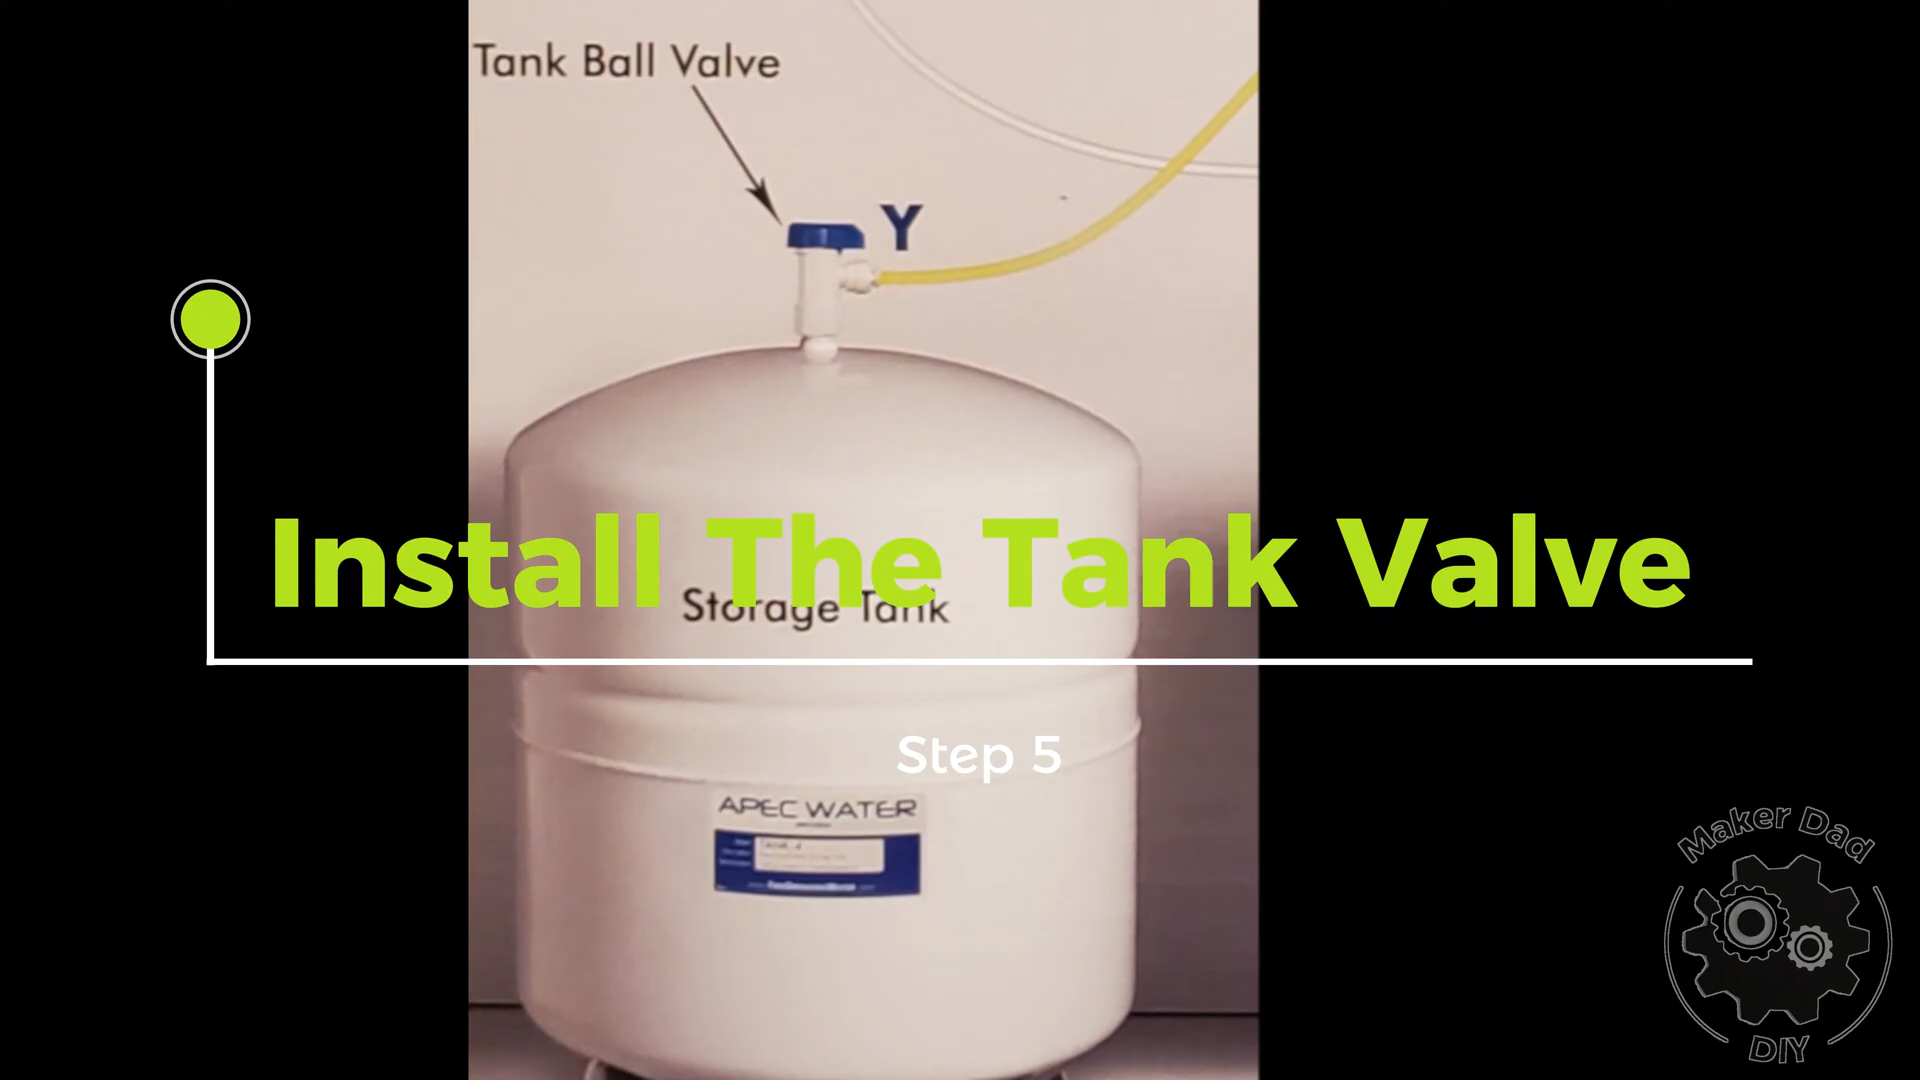 Tank Ball Valve
Y
Install The Tank Valve
Storage Tank
Step 5
APEC WATER
Maker Dad
DIY